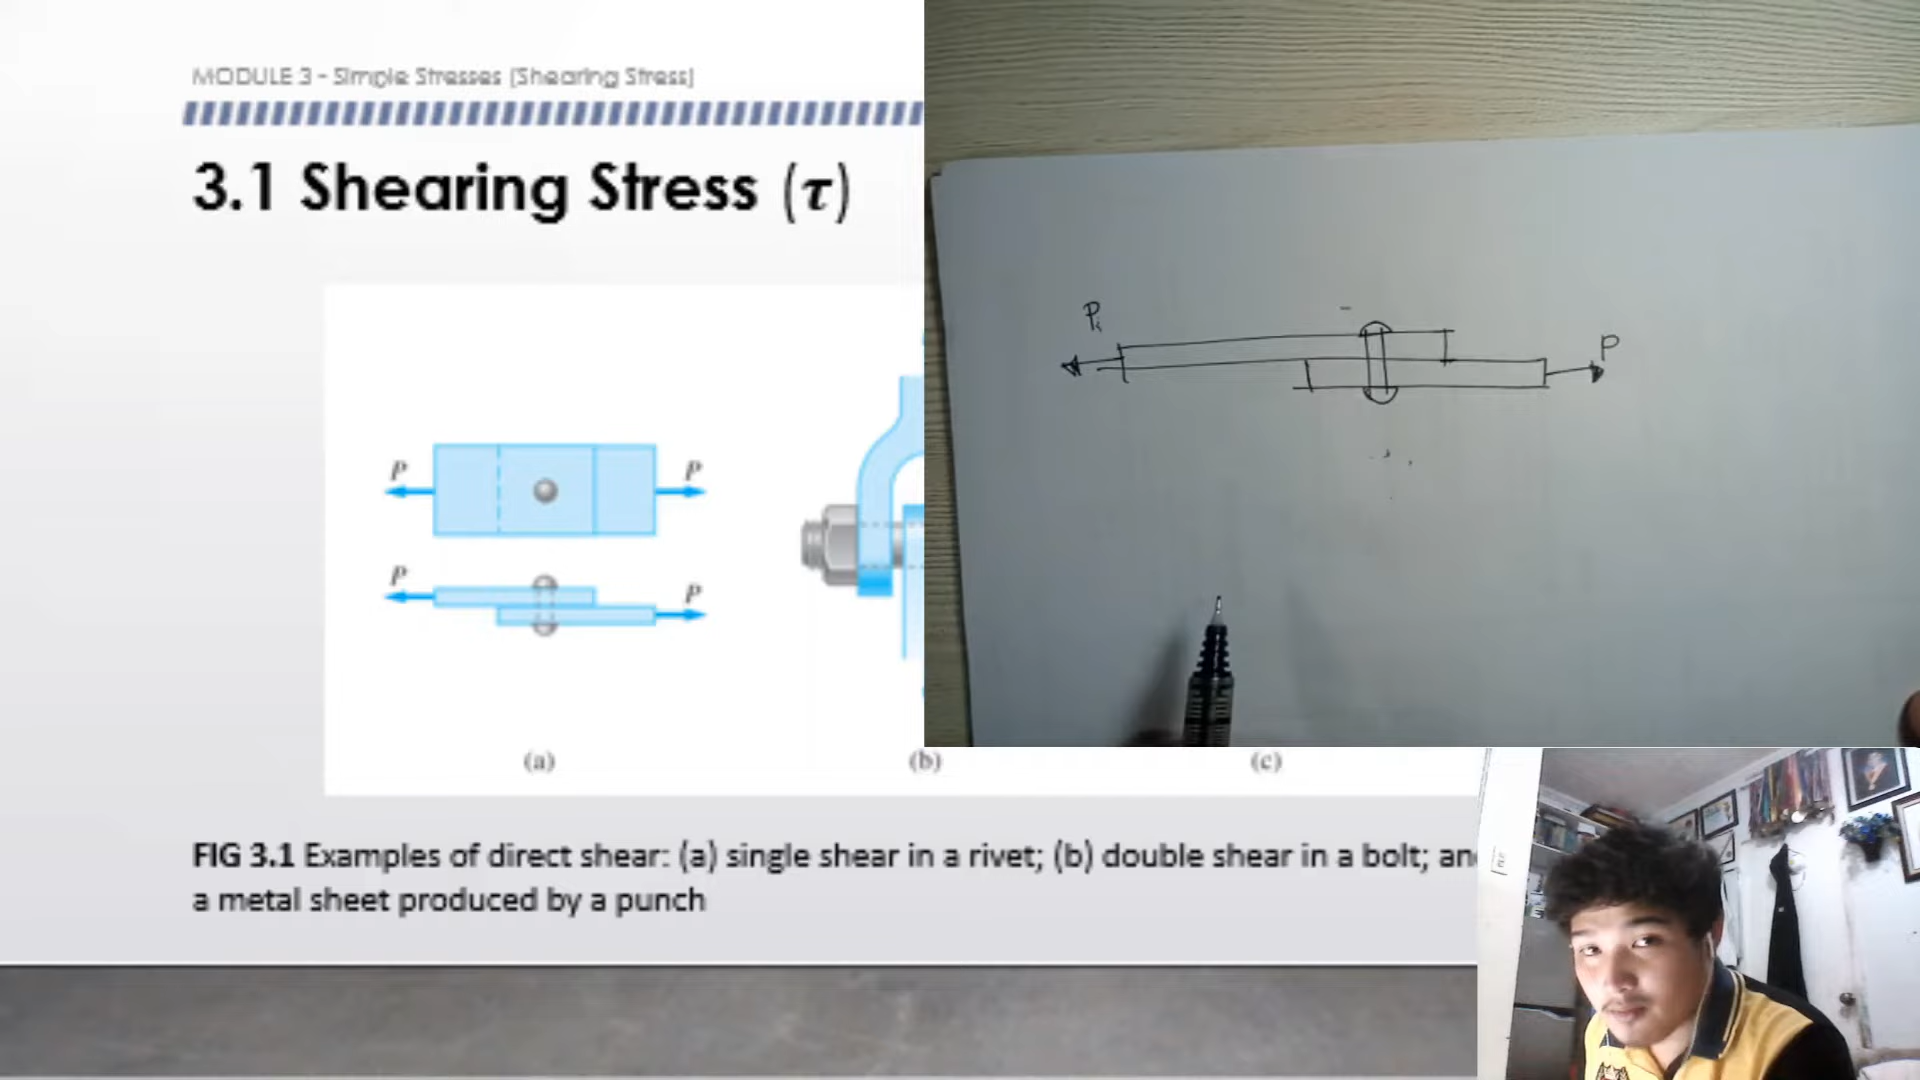 MODULE 3 - Simple Stresses (Shearing Stress)
3.1 Shearing Stress (τ)
P
P
P
P
(a)
(b)
(c)
P
P
FIG 3.1 Examples of direct shear: (a) single shear in a rivet; (b) double shear in a bolt; an
a metal sheet produced by a punch